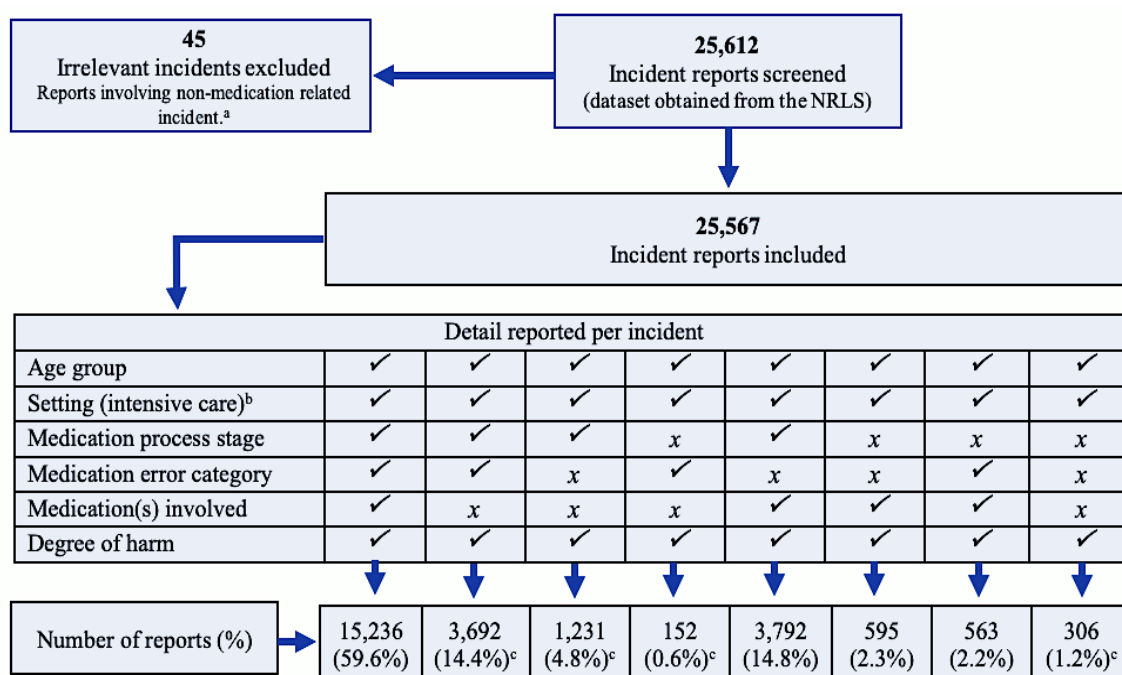 45
Irrelevant incidents excluded
Reports involving non-medication related
incident.a
25,612
Incident reports screened
(dataset obtained from the NRLS)
25,567
Incident reports included
Detail reported per incident
Age group ✓ ✓ ✓ ✓ ✓ ✓ ✓ ✓
Setting (intensive care)b ✓ ✓ ✓ ✓ ✓ ✓ ✓ ✓
Medication process stage ✓ ✓ ✓ x ✓ x x x
Medication error category ✓ ✓ x ✓ x x ✓ x
Medication(s) involved ✓ x x x ✓ ✓ ✓ x
Degree of harm ✓ ✓ ✓ ✓ ✓ ✓ ✓ ✓
Number of reports (%)
15,236 3,692 1,231 152 3,792 595 563 306
(59.6%) (14.4%)c (4.8%)c (0.6%)c (14.8%) (2.3%) (2.2%) (1.2%)c